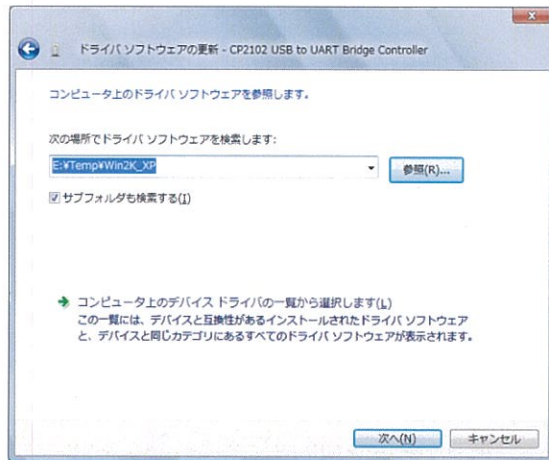 ドライバ ソフトウェアの更新 - CP2102 USB to UART Bridge Controller
コンピュータ上のドライバ ソフトウェアを参照します。
次の場所でドライバ ソフトウェアを検索します:
E:¥Temp¥Win2K_XP
参照(R)...
サブフォルダも検索する(I)
コンピュータ上のデバイス ドライバの一覧から選択します(L)
この一覧には、デバイスと互換性があるインストールされたドライバ ソフトウェア
と、デバイスと同じカテゴリにあるすべてのドライバ ソフトウェアが表示されます。
次へ(N)
キャンセル